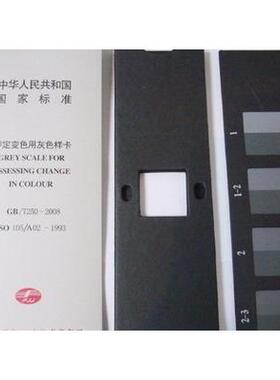 中华人民共和国
国家标准
评定变色用灰色样卡
GREY SCALE FOR
ASSESSING CHANGE
IN COLOUR
GB/T250-2008
ISO 105/A02-1993
1
1-2
2
2-3